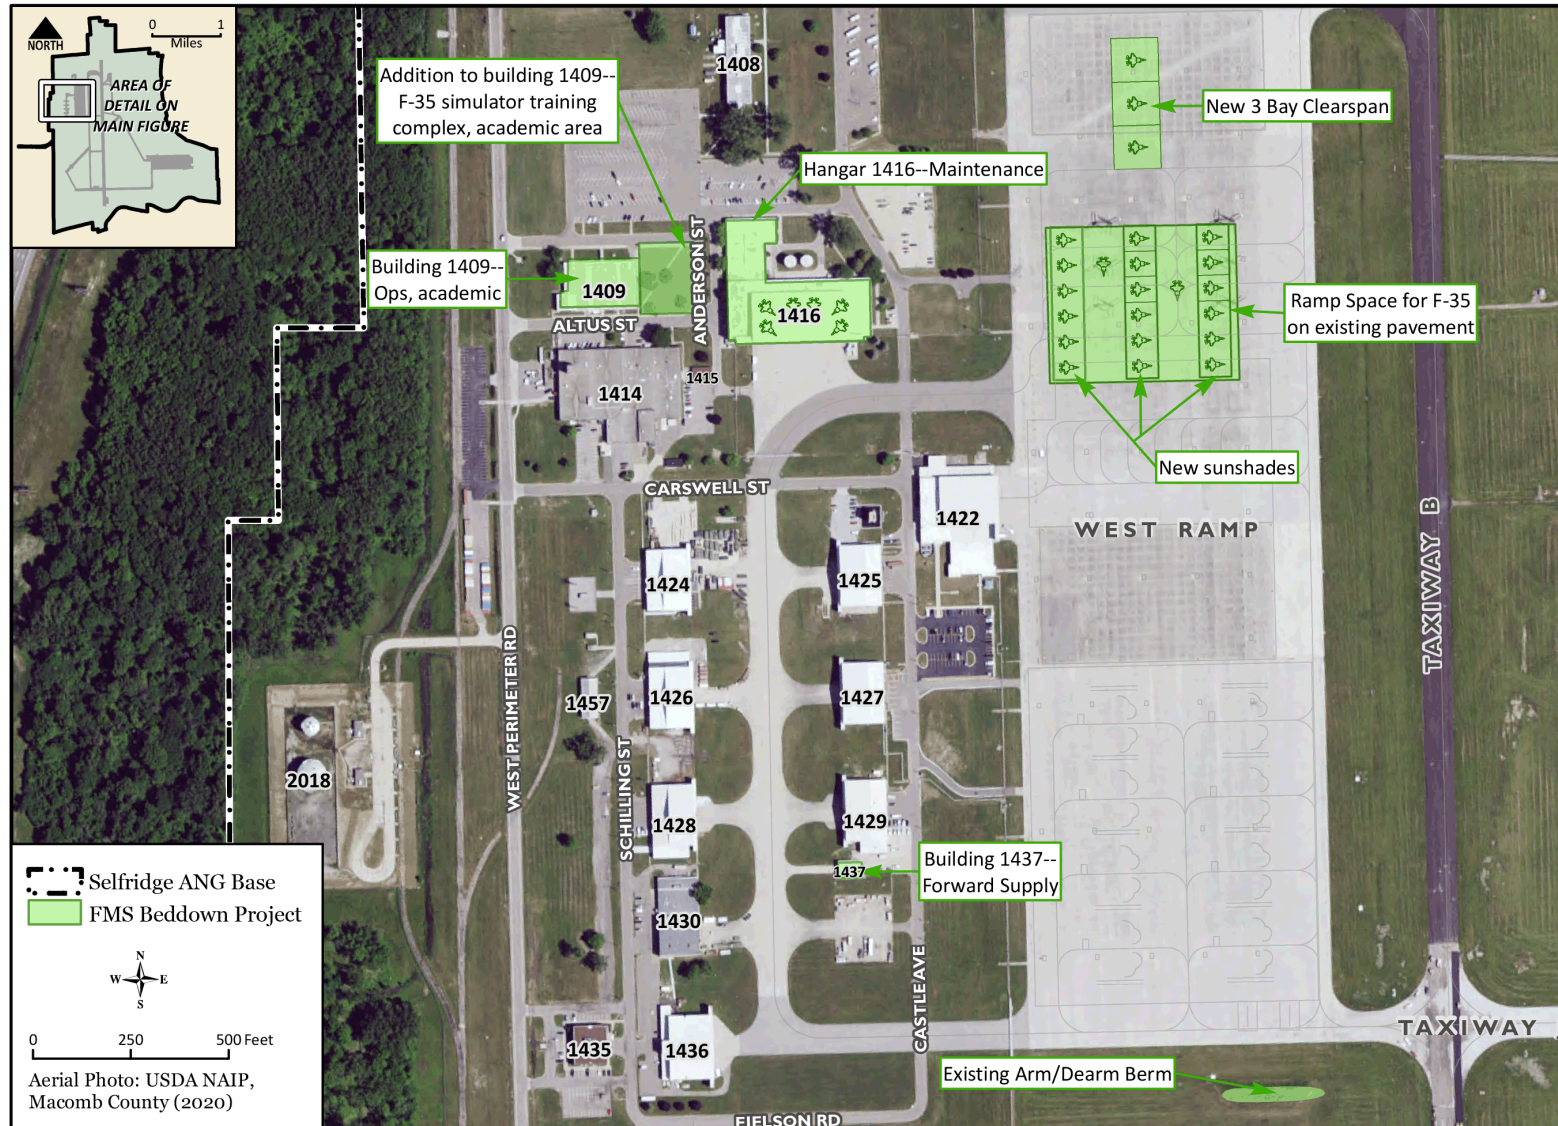 NORTH
0 1
Miles
AREA OF
DETAIL ON
MAIN FIGURE
1408
Addition to building 1409--
F-35 simulator training
complex, academic area
New 3 Bay Clearspan
Hangar 1416--Maintenance
ANDERSON ST
Building 1409--
Ops, academic
1409
ALTUS ST
1416
Ramp Space for F-35
on existing pavement
1415
1414
New sunshades
CARSWELL ST
1422
WEST RAMP
TAXIWAY B
1424
1425
WEST PERIMETER RD
1426
1427
1457
SCHILLING ST
2018
1428
1429
Building 1437--
Forward Supply
1437
1430
CASTLE AVE
TAXIWAY
1435
1436
Existing Arm/Dearm Berm
EIELSON RD
Selfridge ANG Base
FMS Beddown Project
N
W E
S
0 250 500 Feet
Aerial Photo: USDA NAIP,
Macomb County (2020)